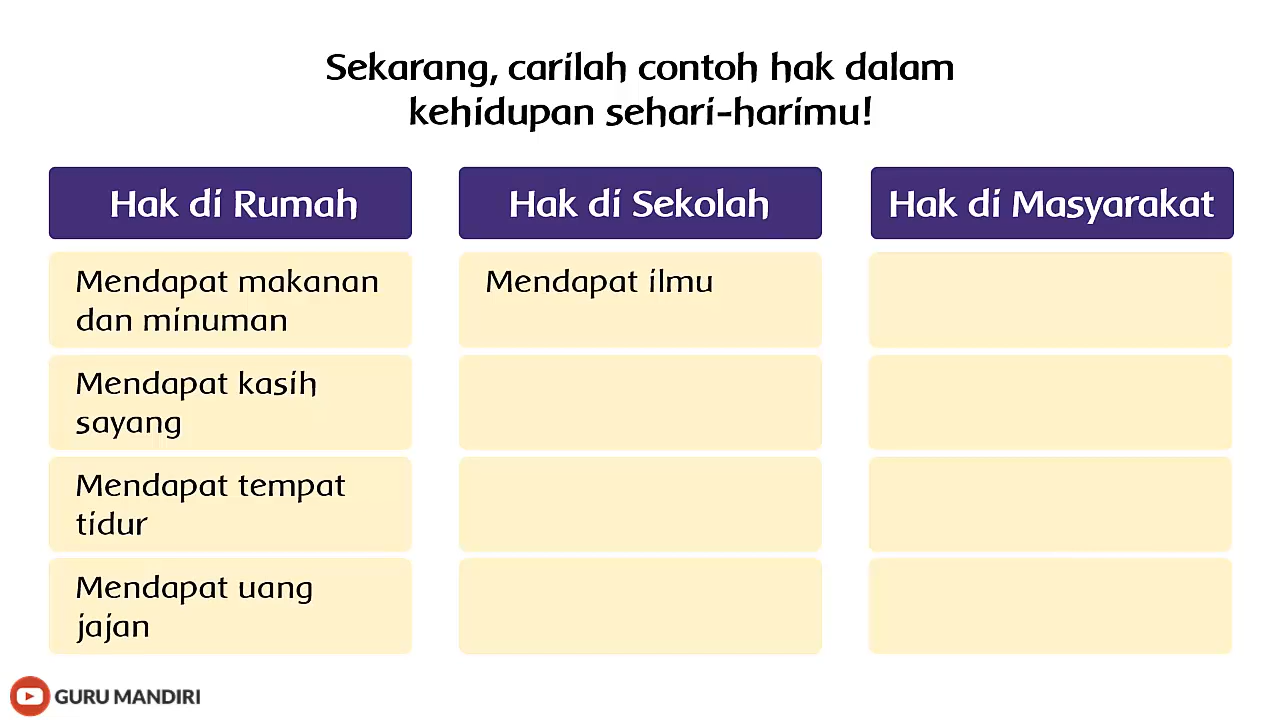 Sekarang, carilah contoh hak dalam
kehidupan sehari-harimu!
Hak di Rumah
Hak di Sekolah
Hak di Masyarakat
Mendapat makanan
dan minuman
Mendapat ilmu
Mendapat kasih
sayang
Mendapat tempat
tidur
Mendapat uang
jajan
GURU MANDIRI